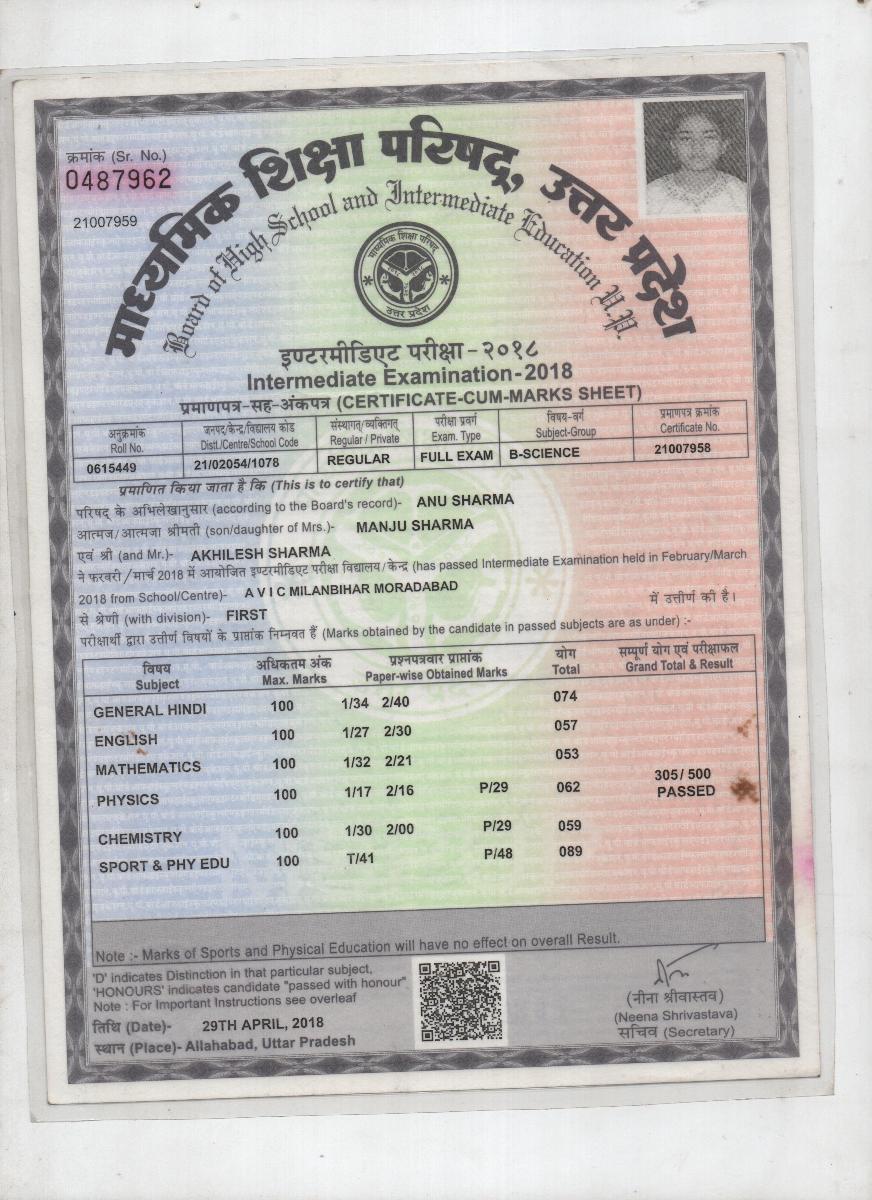 क्रमांक (Sr. No.)
0487962
21007959
माध्यमिक शिक्षा परिषद्, उत्तर प्रदेश
Board of High School and Intermediate Education U.P.
माध्यमिक शिक्षा परिषद्
उत्तर प्रदेश
इण्टरमीडिएट परीक्षा-२०१८
Intermediate Examination-2018
प्रमाणपत्र-सह-अंकपत्र (CERTIFICATE-CUM-MARKS SHEET)
अनुक्रमांक जनपद/केन्द्र/विद्यालय कोड संस्थागत/व्यक्तिगत् परीक्षा प्रवर्ग विषय-वर्ग प्रमाणपत्र क्रमांक
Roll No. Distt./Centre/School Code Regular / Private Exam. Type Subject-Group Certificate No.
0615449 21/02054/1078 REGULAR FULL EXAM B-SCIENCE 21007958
प्रमाणित किया जाता है कि (This is to certify that)
परिषद् के अभिलेखानुसार (according to the Board's record)- ANU SHARMA
आत्मज/आत्मजा श्रीमती (son/daughter of Mrs.)- MANJU SHARMA
एवं श्री (and Mr.)- AKHILESH SHARMA
ने फरवरी/मार्च 2018 में आयोजित इण्टरमीडिएट परीक्षा विद्यालय/केन्द्र (has passed Intermediate Examination held in February/March
2018 from School/Centre)- A V I C MILANBIHAR MORADABAD में उत्तीर्ण की है।
से श्रेणी (with division)- FIRST
परीक्षार्थी द्वारा उत्तीर्ण विषयों के प्राप्तांक निम्नवत हैं (Marks obtained by the candidate in passed subjects are as under) :-
विषय अधिकतम अंक प्रश्नपत्रवार प्राप्तांक योग सम्पूर्ण योग एवं परीक्षाफल
Subject Max. Marks Paper-wise Obtained Marks Total Grand Total & Result
GENERAL HINDI 100 1/34 2/40 074
ENGLISH 100 1/27 2/30 057
MATHEMATICS 100 1/32 2/21 053
305/ 500
PHYSICS 100 1/17 2/16 P/29 062 PASSED
CHEMISTRY 100 1/30 2/00 P/29 059
SPORT & PHY EDU 100 T/41 P/48 089
Note :- Marks of Sports and Physical Education will have no effect on overall Result.
'D' indicates Distinction in that particular subject,
'HONOURS' indicates candidate "passed with honour"
Note : For Important Instructions see overleaf
तिथि (Date)- 29TH APRIL, 2018
स्थान (Place)- Allahabad, Uttar Pradesh
(नीना श्रीवास्तव)
(Neena Shrivastava)
सचिव (Secretary)